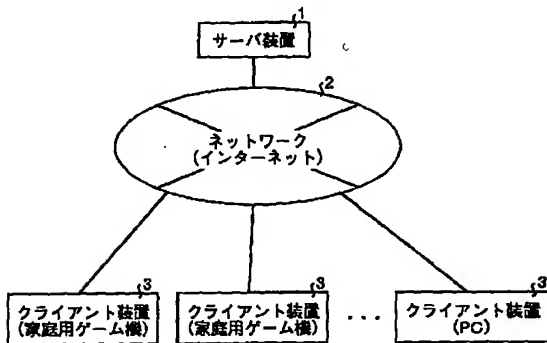 1
サーバ装置
2
ネットワーク
(インターネット)
3
クライアント装置
(家庭用ゲーム機)
3
クライアント装置
(家庭用ゲーム機)
...
3
クライアント装置
(PC)